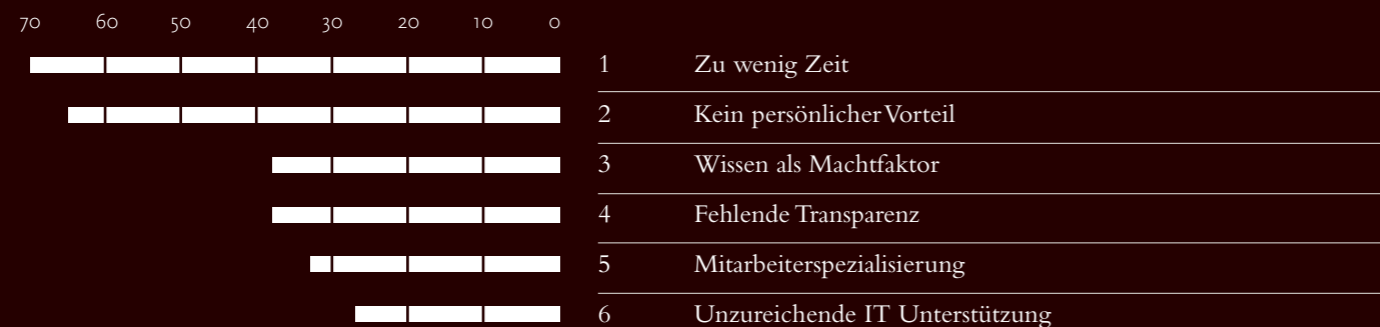 70 60 50 40 30 20 10 0
1 Zu wenig Zeit
2 Kein persönlicher Vorteil
3 Wissen als Machtfaktor
4 Fehlende Transparenz
5 Mitarbeiterspezialisierung
6 Unzureichende IT Unterstützung